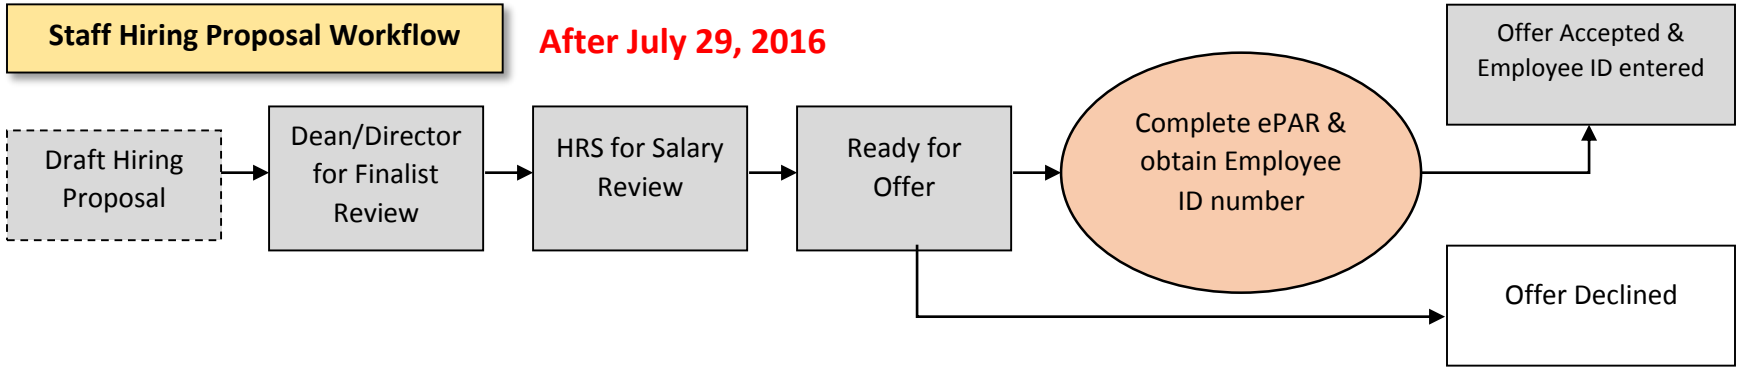 Staff Hiring Proposal Workflow
After July 29, 2016
Draft Hiring
Proposal
Dean/Director
for Finalist
Review
HRS for Salary
Review
Ready for
Offer
Complete ePAR &
obtain Employee
ID number
Offer Accepted &
Employee ID entered
Offer Declined